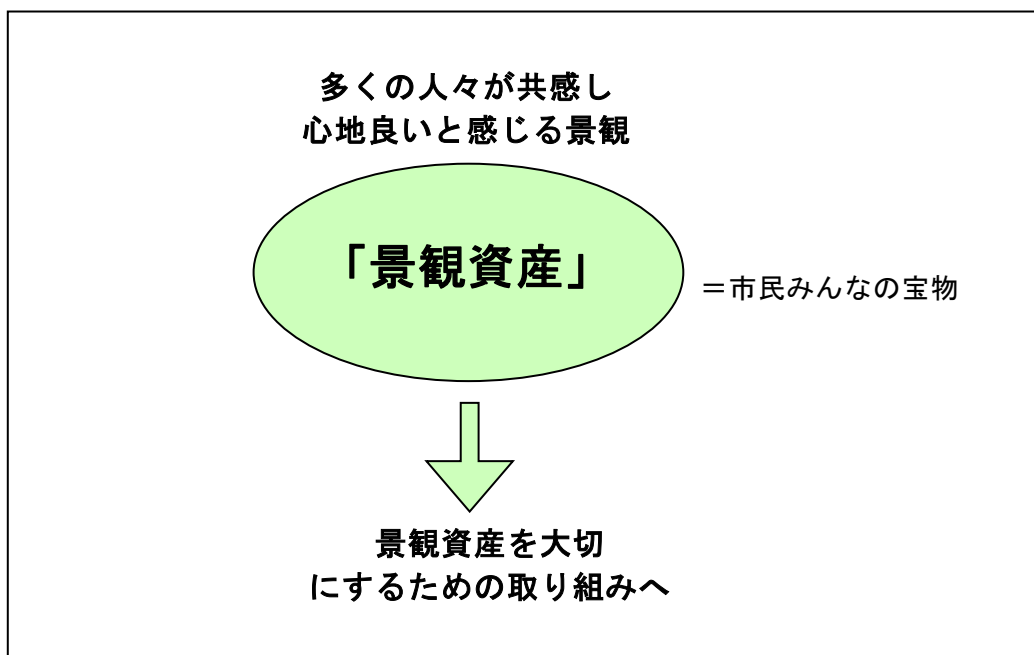 多くの人々が共感し
心地良いと感じる景観
「景観資産」
＝市民みんなの宝物
景観資産を大切
にするための取り組みへ